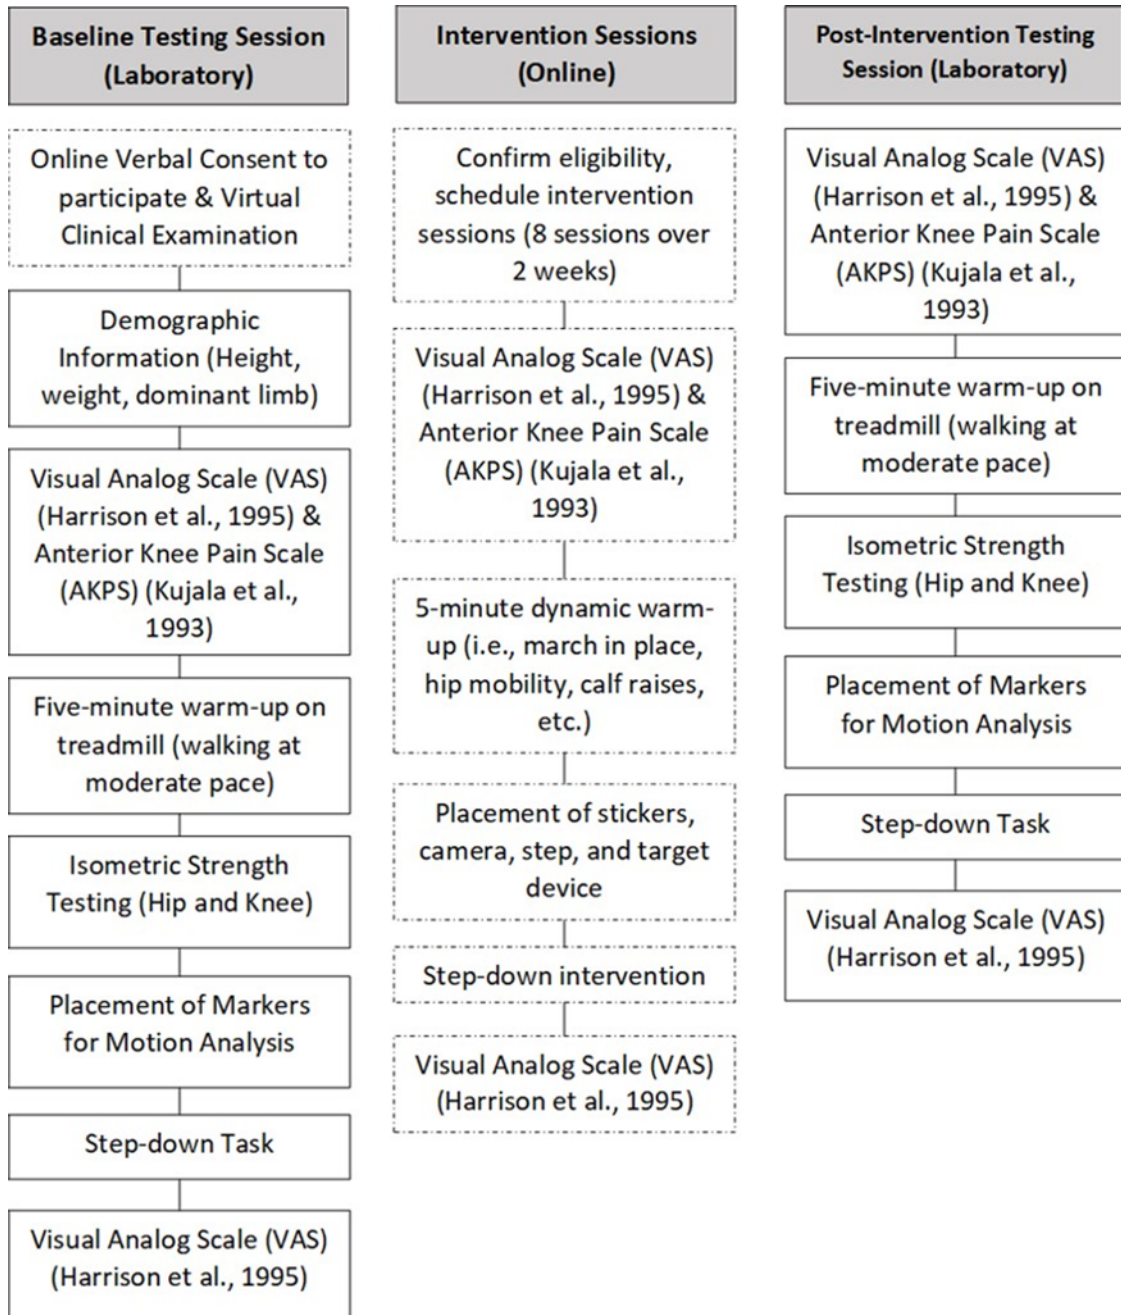 Baseline Testing Session
(Laboratory)
Online Verbal Consent to
participate & Virtual
Clinical Examination
Demographic
Information (Height,
weight, dominant limb)
Visual Analog Scale (VAS)
(Harrison et al., 1995) &
Anterior Knee Pain Scale
(AKPS) (Kujala et al.,
1993)
Five-minute warm-up on
treadmill (walking at
moderate pace)
Isometric Strength
Testing (Hip and Knee)
Placement of Markers
for Motion Analysis
Step-down Task
Visual Analog Scale (VAS)
(Harrison et al., 1995)
Intervention Sessions
(Online)
Confirm eligibility,
schedule intervention
sessions (8 sessions over
2 weeks)
Visual Analog Scale (VAS)
(Harrison et al., 1995) &
Anterior Knee Pain Scale
(AKPS) (Kujala et al.,
1993)
5-minute dynamic warm-
up (i.e., march in place,
hip mobility, calf raises,
etc.)
Placement of stickers,
camera, step, and target
device
Step-down intervention
Visual Analog Scale (VAS)
(Harrison et al., 1995)
Post-Intervention Testing
Session (Laboratory)
Visual Analog Scale (VAS)
(Harrison et al., 1995) &
Anterior Knee Pain Scale
(AKPS) (Kujala et al.,
1993)
Five-minute warm-up on
treadmill (walking at
moderate pace)
Isometric Strength
Testing (Hip and Knee)
Placement of Markers
for Motion Analysis
Step-down Task
Visual Analog Scale (VAS)
(Harrison et al., 1995)